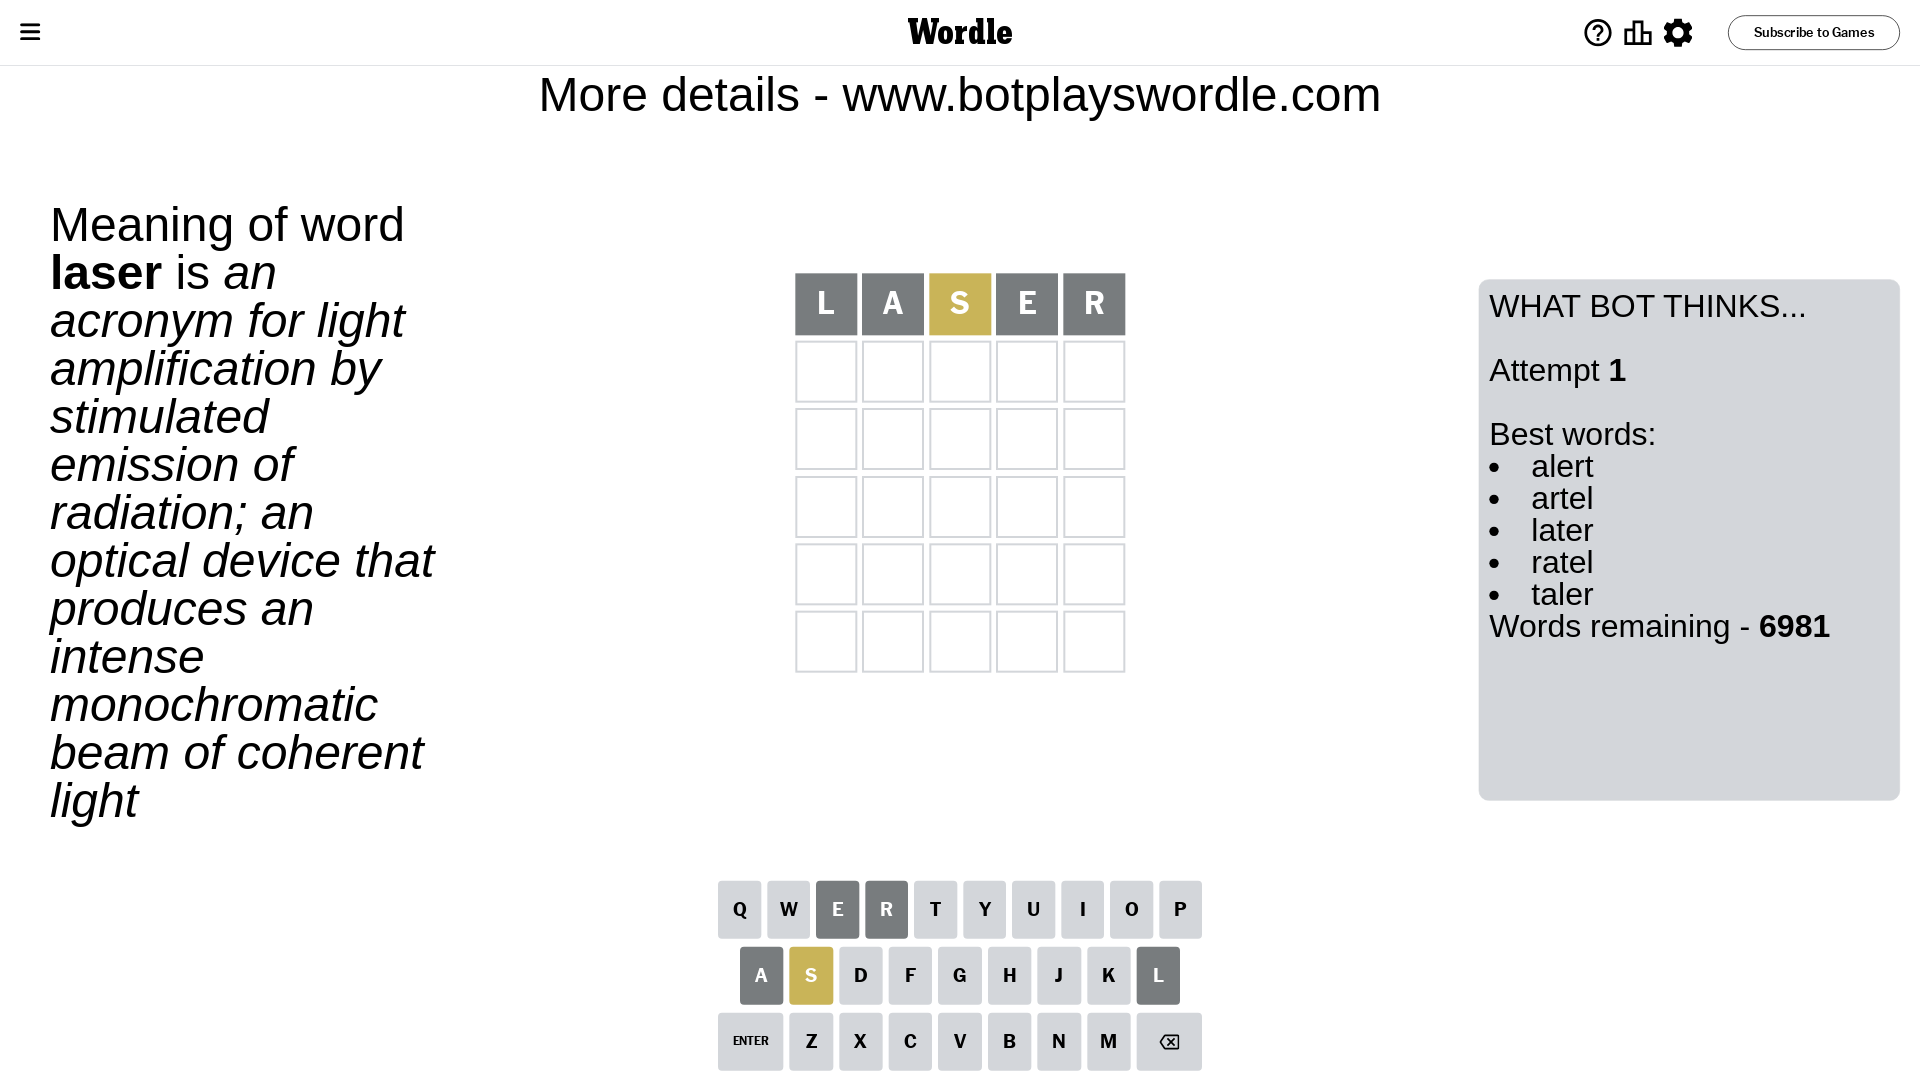 Wordle
Subscribe to Games
More details - www.botplayswordle.com
Meaning of word
laser is an
acronym for light
amplification by
stimulated
emission of
radiation; an
optical device that
produces an
intense
monochromatic
beam of coherent
light
L A S E R
WHAT BOT THINKS...
Attempt 1
Best words:
• alert
• artel
• later
• ratel
• taler
Words remaining - 6981
Q W E R T Y U I O P
A S D F G H J K L
ENTER Z X C V B N M